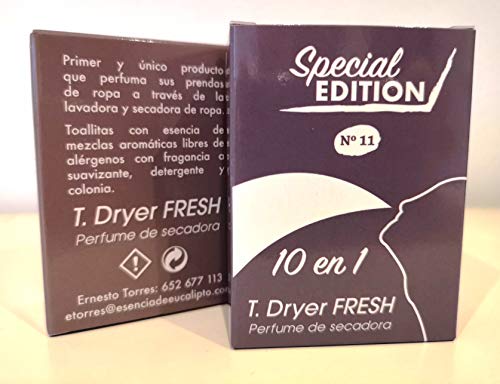 Primer y único producto
que perfuma sus prendas
de ropa a través de la
lavadora y secadora de ropa.
Toallitas con esencia de
mezclas aromáticas libres de
alérgenos con fragancia a
suavizante, detergente y
colonia.
T. Dryer FRESH
Perfume de secadora
Ernesto Torres: 652 677 113
etorres@esenciadeeucalipto.com
Special
EDITION
Nº 11
10 en 1
T. Dryer FRESH
Perfume de secadora